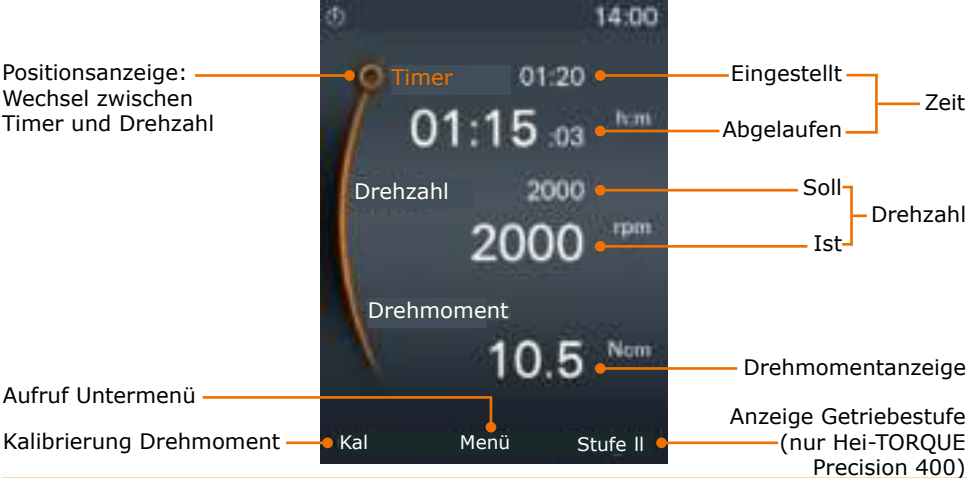 14:00
Positionsanzeige:
Wechsel zwischen
Timer und Drehzahl
Timer 01:20
Eingestellt
Zeit
01:15 :03 h:m
Abgelaufen
Drehzahl 2000
Soll
Drehzahl
2000 rpm
Ist
Drehmoment
10.5 Ncm
Drehmomentanzeige
Aufruf Untermenü
Kalibrierung Drehmoment
Kal Menü Stufe II
Anzeige Getriebestufe
(nur Hei-TORQUE
Precision 400)